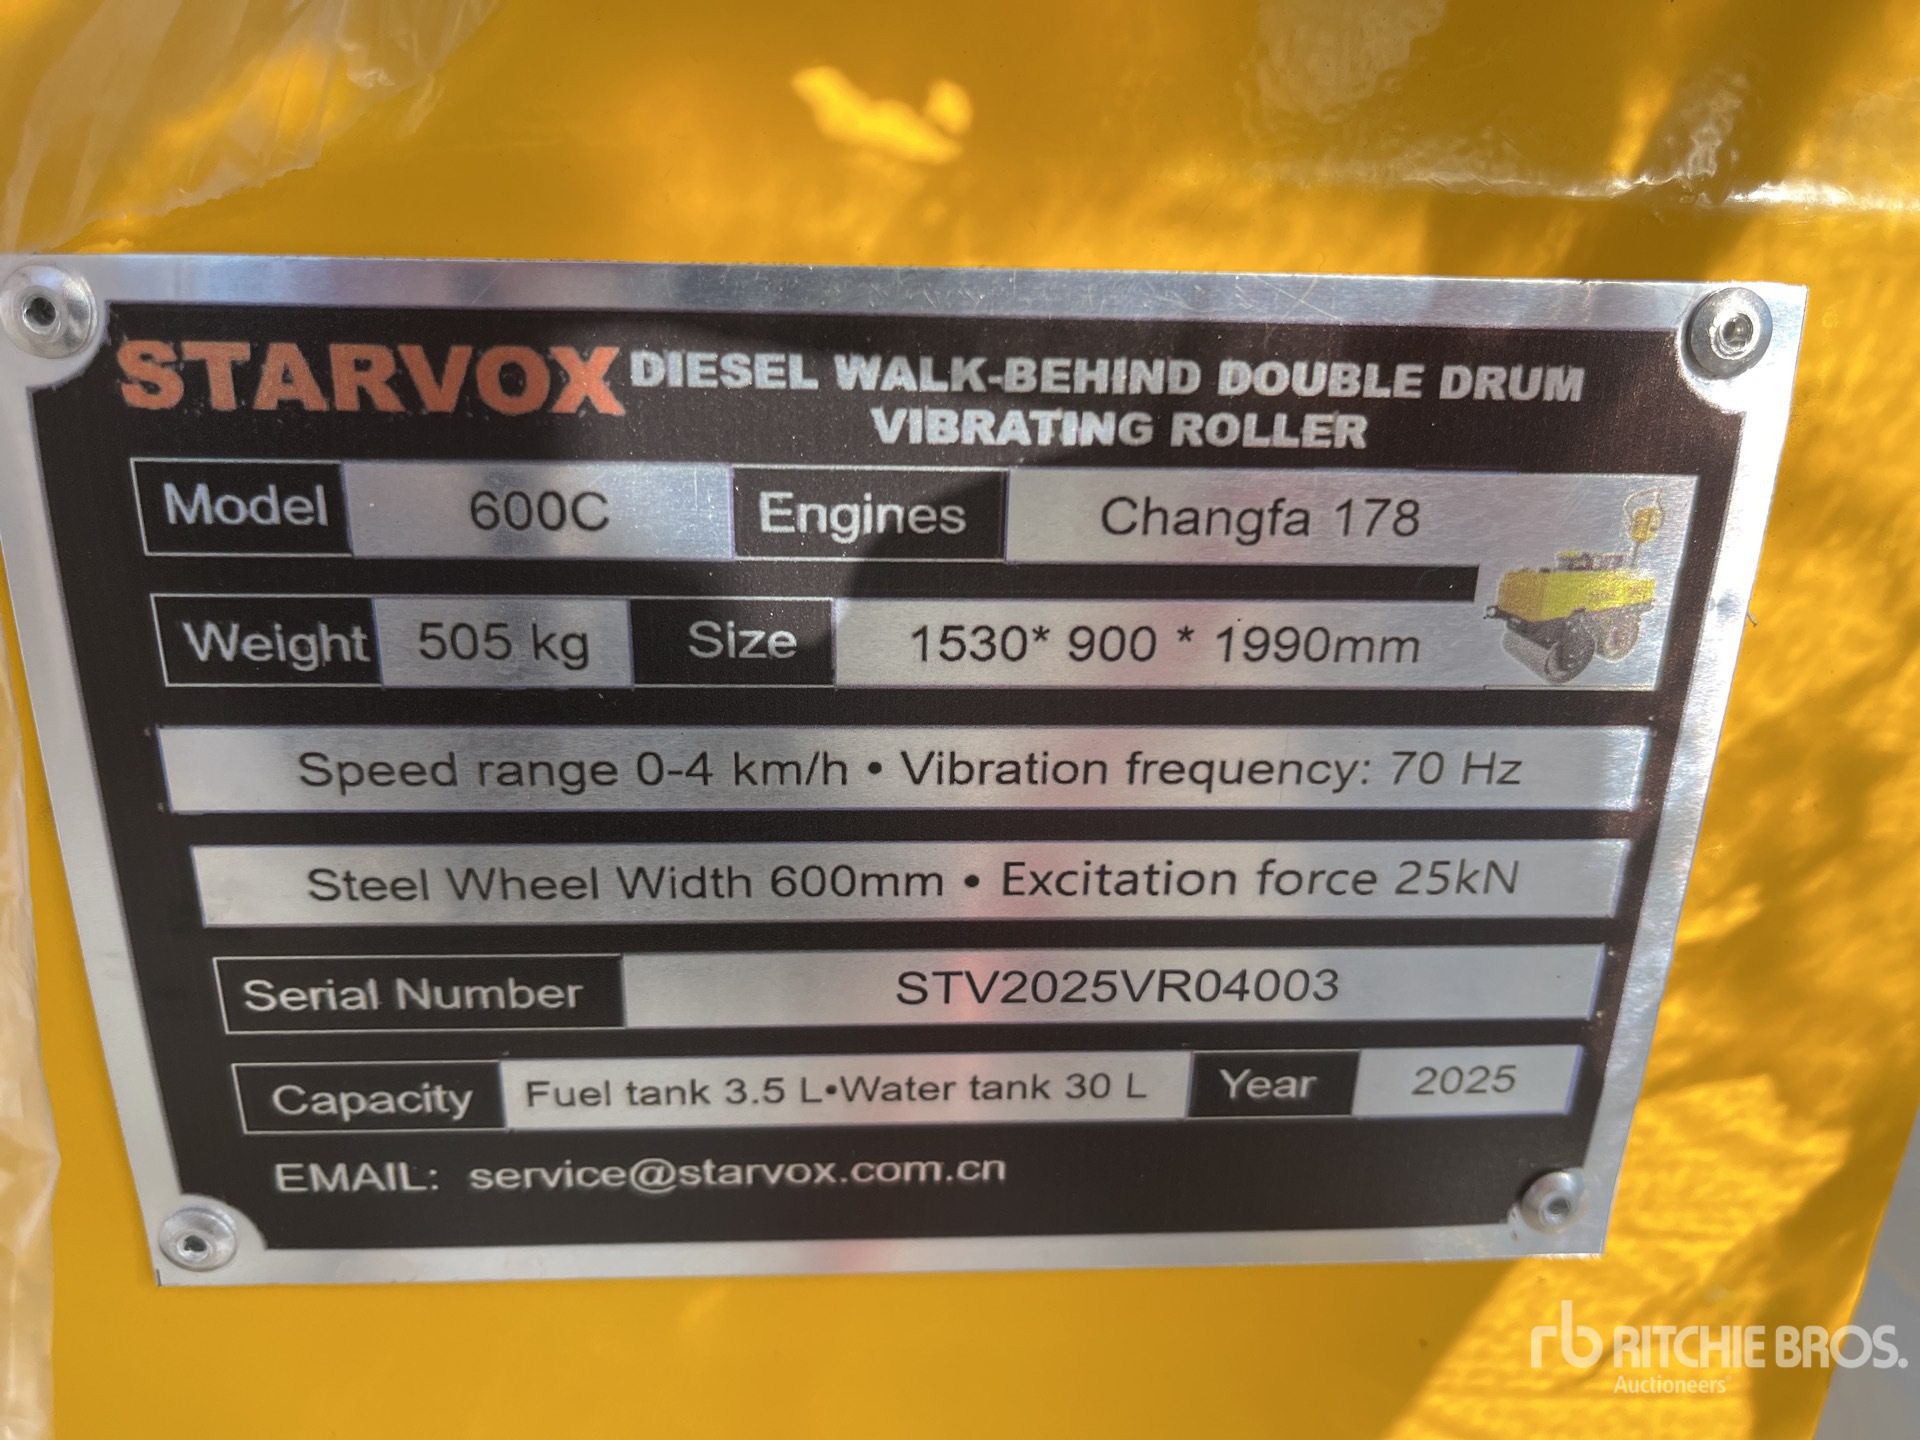 STARVOX DIESEL WALK-BEHIND DOUBLE DRUM
VIBRATING ROLLER
Model 600C Engines Changfa 178
Weight 505 kg Size 1530* 900 * 1990mm
Speed range 0-4 km/h • Vibration frequency: 70 Hz
Steel Wheel Width 600mm • Excitation force 25kN
Serial Number STV2025VR04003
Capacity Fuel tank 3.5 L•Water tank 30 L Year 2025
EMAIL: service@starvox.com.cn
rb RITCHIE BROS.
Auctioneers